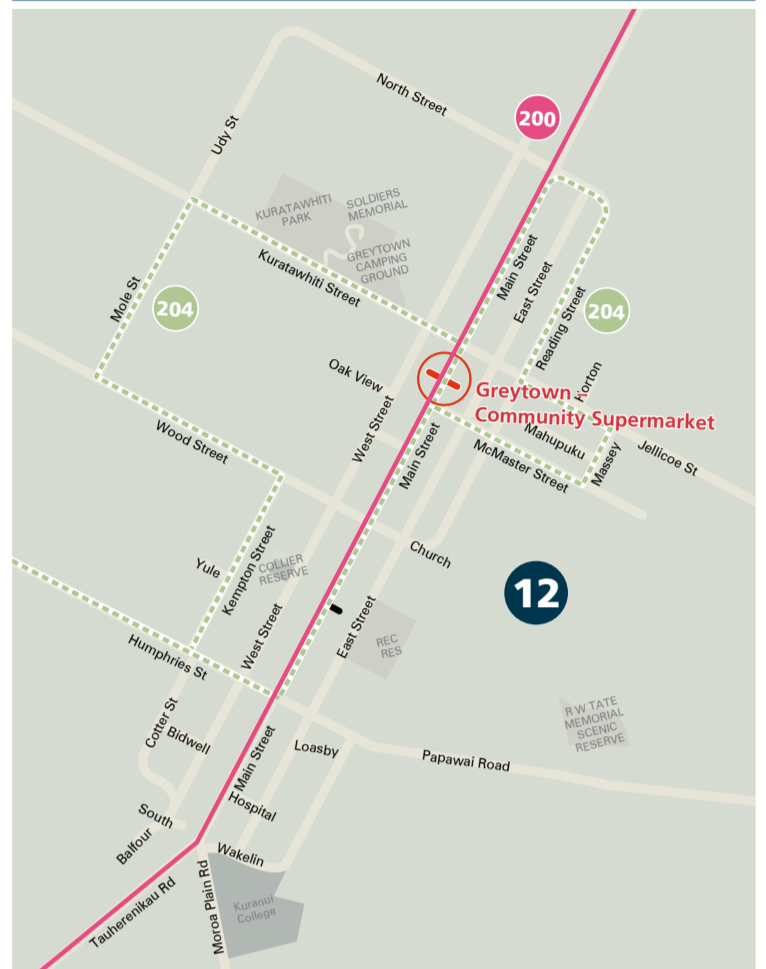 North Street
200
Udy St
KURATAWHITI
PARK
SOLDIERS
MEMORIAL
GREYTOWN
CAMPING
GROUND
Kuratawhiti Street
Main Street
East Street
Mole St
204
204
Reading Street
Oak View
Horton
Greytown
Community Supermarket
West Street
Wood Street
Main Street
Mahupuku
McMaster Street
Massey
Jellicoe St
Church
Yule
Kempton Street
COLLIER
RESERVE
12
West Street
East Street
REC
RES
Humphries St
R W TATE
MEMORIAL
SCENIC
RESERVE
Cotter St
Bidwell
Main Street
Loasby
Papawai Road
Hospital
South
Balfour
Wakelin
Tauherenikau Rd
Moroa Plain Rd
Kuranui
College